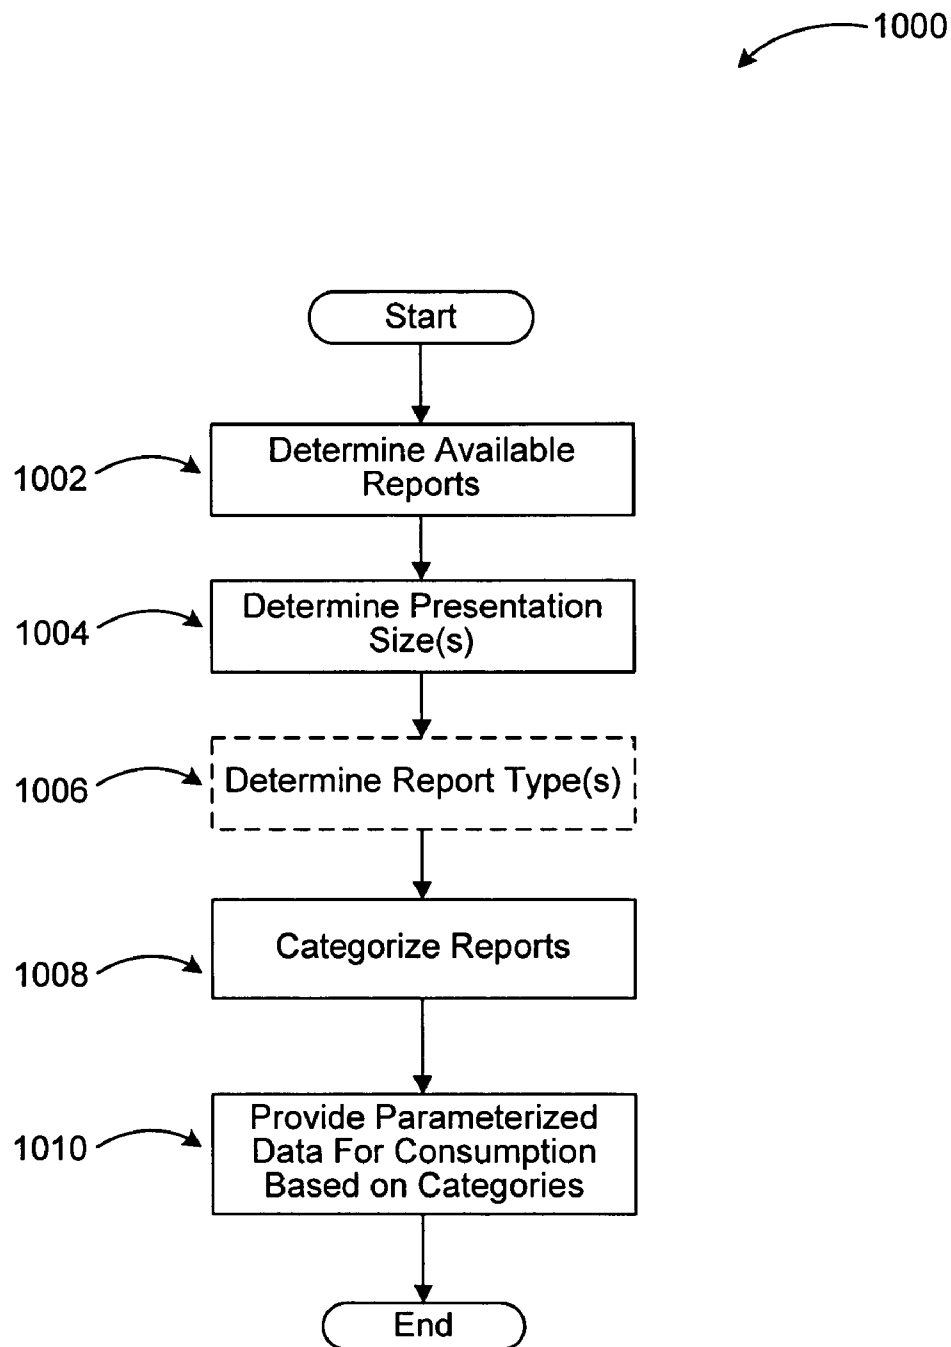 1000
Start
Determine Available
Reports
1002
Determine Presentation
Size(s)
1004
Determine Report Type(s)
1006
Categorize Reports
1008
Provide Parameterized
Data For Consumption
Based on Categories
1010
End